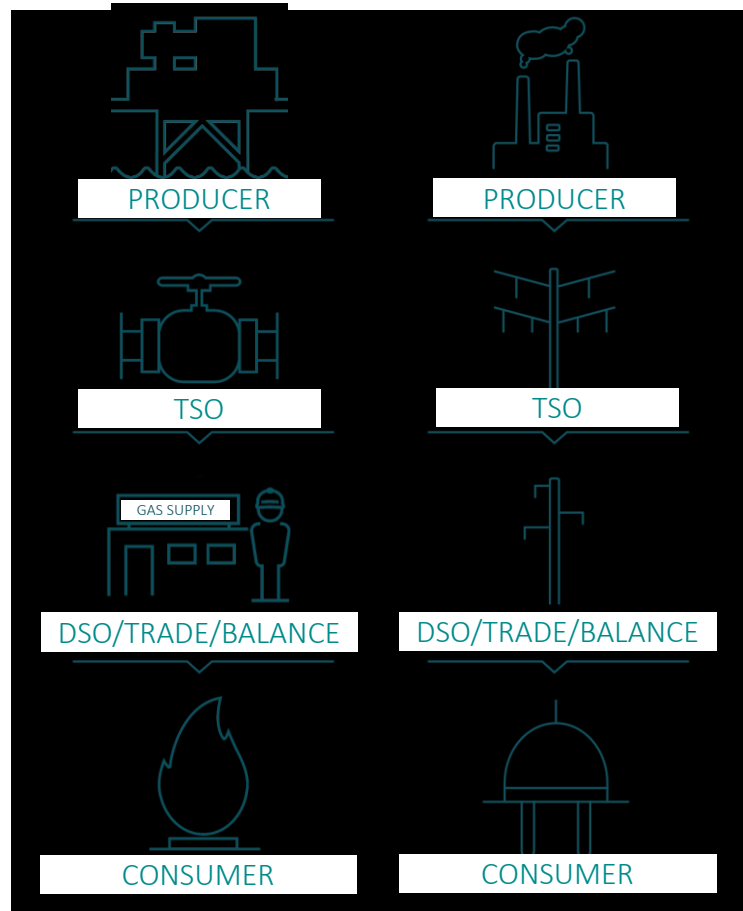 PRODUCER
PRODUCER
TSO
TSO
GAS SUPPLY
DSO/TRADE/BALANCE
DSO/TRADE/BALANCE
CONSUMER
CONSUMER